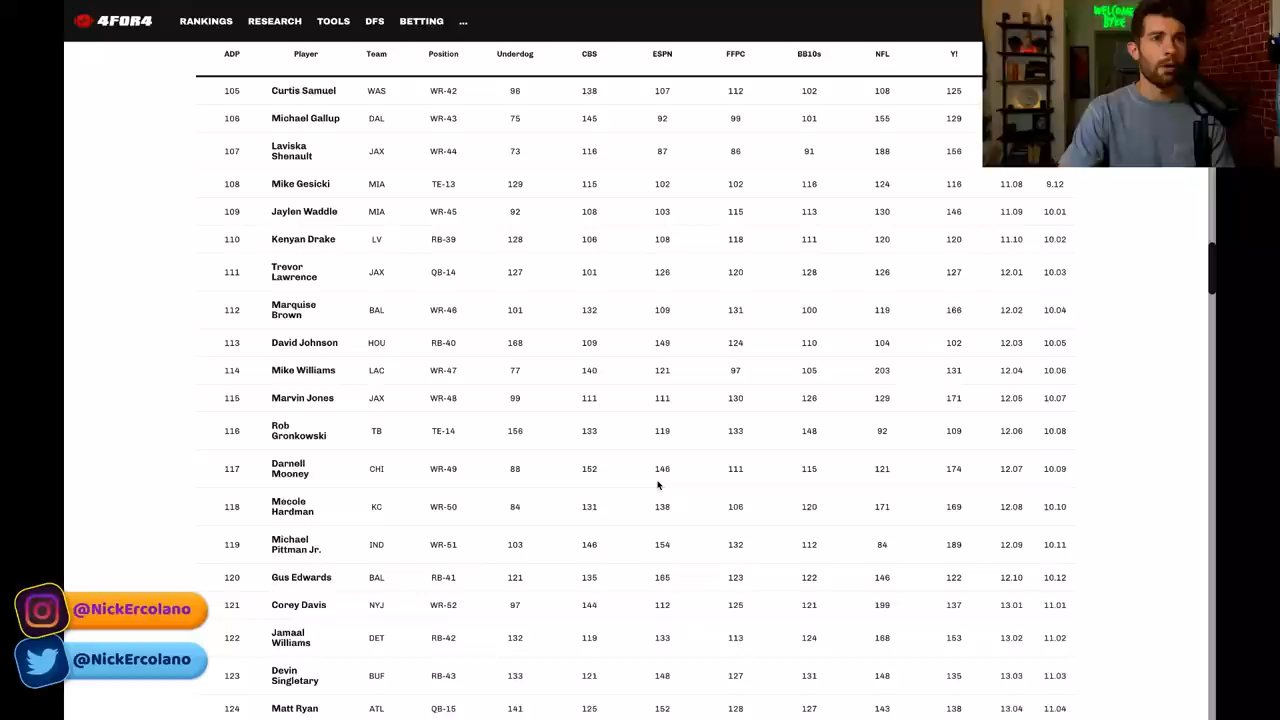 4FOR4 RANKINGS RESEARCH TOOLS DFS BETTING ...
WELCOME
ADP Player Team Position Underdog CBS ESPN FFPC BB10s NFL Y!
105 Curtis Samuel WAS WR-42 98 138 107 112 102 108 125
106 Michael Gallup DAL WR-43 75 145 92 99 101 155 129
107 Laviska Shenault JAX WR-44 73 116 87 86 91 188 156
108 Mike Gesicki MIA TE-13 129 115 102 102 116 124 116 11.08 9.12
109 Jaylen Waddle MIA WR-45 92 108 103 115 113 130 146 11.09 10.01
110 Kenyan Drake LV RB-39 128 106 108 118 111 120 120 11.10 10.02
111 Trevor Lawrence JAX QB-14 127 101 126 120 128 126 127 12.01 10.03
112 Marquise Brown BAL WR-46 101 132 109 131 100 119 166 12.02 10.04
113 David Johnson HOU RB-40 168 109 149 124 110 104 102 12.03 10.05
114 Mike Williams LAC WR-47 77 140 121 97 105 203 131 12.04 10.06
115 Marvin Jones JAX WR-48 99 111 111 130 126 129 171 12.05 10.07
116 Rob Gronkowski TB TE-14 156 133 119 133 148 92 109 12.06 10.08
117 Darnell Mooney CHI WR-49 88 152 146 111 115 121 174 12.07 10.09
118 Mecole Hardman KC WR-50 84 131 138 106 120 171 169 12.08 10.10
119 Michael Pittman Jr. IND WR-51 103 146 154 132 112 84 189 12.09 10.11
120 Gus Edwards BAL RB-41 121 135 165 123 122 146 122 12.10 10.12
121 Corey Davis NYJ WR-52 97 144 112 125 121 199 137 13.01 11.01
122 Jamaal Williams DET RB-42 132 119 133 113 124 168 153 13.02 11.02
123 Devin Singletary BUF RB-43 133 121 148 127 131 148 135 13.03 11.03
124 Matt Ryan ATL QB-15 141 125 152 128 127 143 138 13.04 11.04
@NickErcolano
@NickErcolano